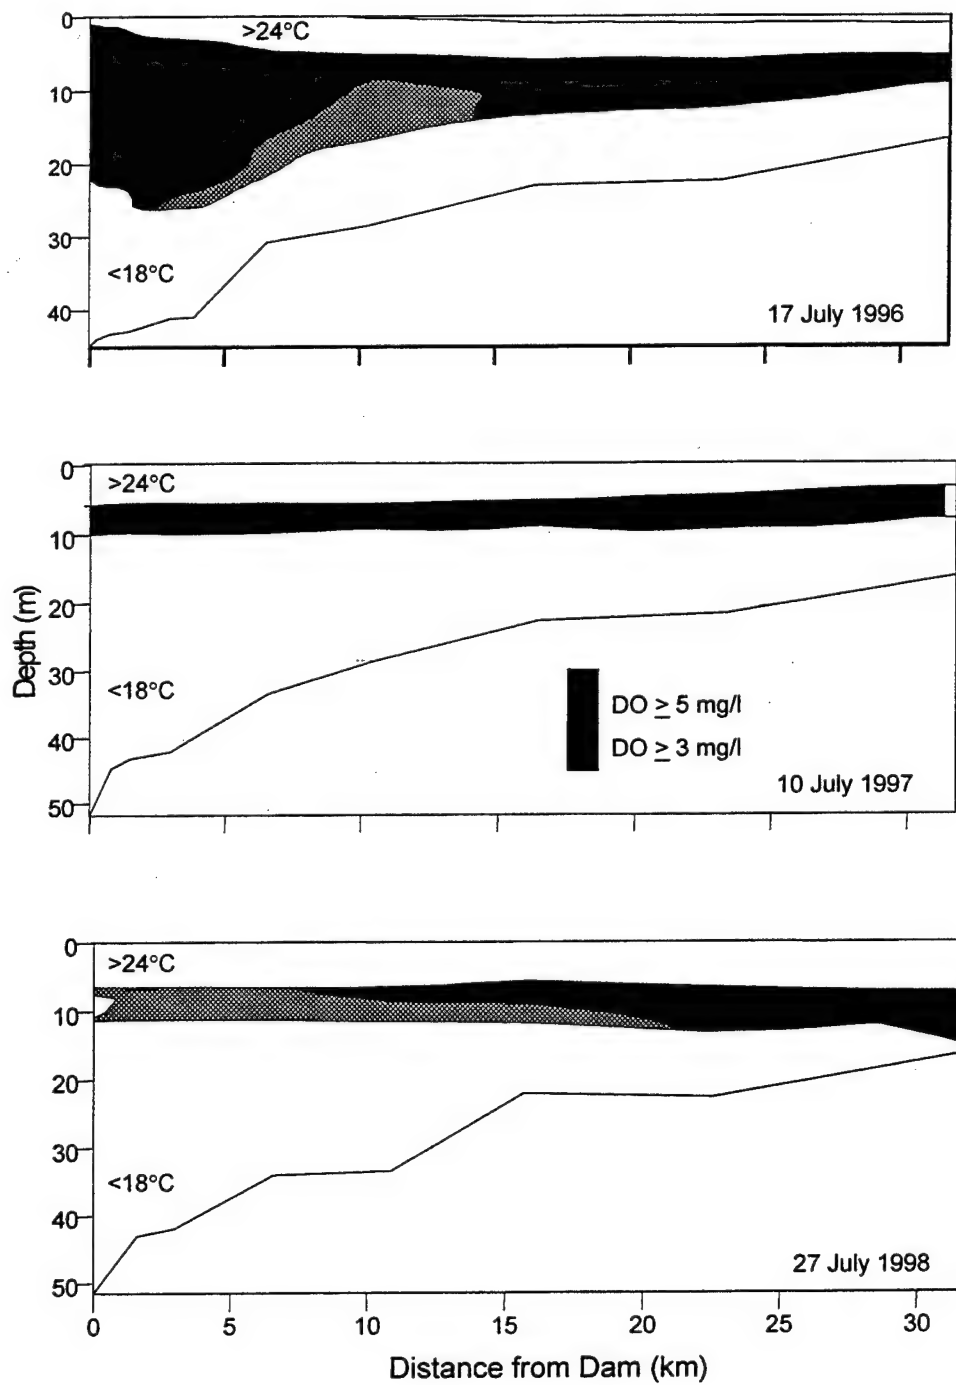 0
10
20
30
40
>24°C
<18°C
17 July 1996
0
10
20
30
40
50
Depth (m)
>24°C
<18°C
DO ≥ 5 mg/l
DO ≥ 3 mg/l
10 July 1997
0
10
20
30
40
50
>24°C
<18°C
27 July 1998
0 5 10 15 20 25 30
Distance from Dam (km)